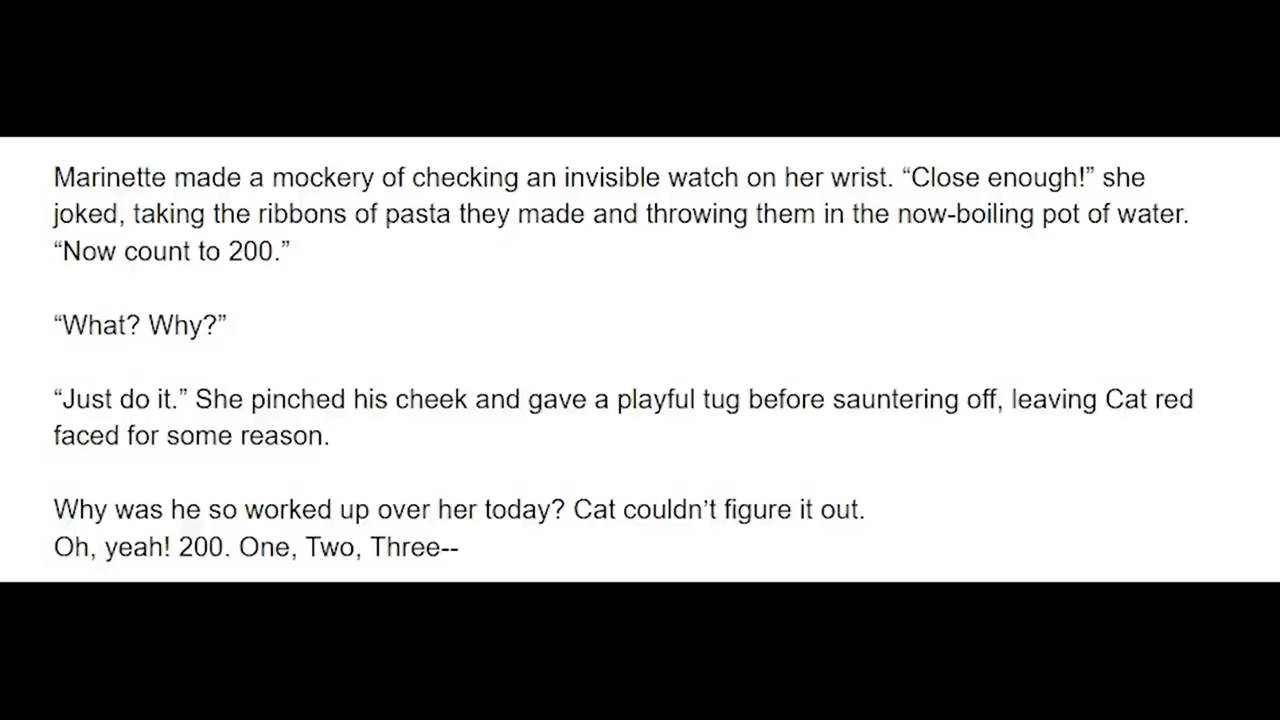 Marinette made a mockery of checking an invisible watch on her wrist. “Close enough!” she
joked, taking the ribbons of pasta they made and throwing them in the now-boiling pot of water.
“Now count to 200.”
“What? Why?”
“Just do it.” She pinched his cheek and gave a playful tug before sauntering off, leaving Cat red
faced for some reason.
Why was he so worked up over her today? Cat couldn’t figure it out.
Oh, yeah! 200. One, Two, Three--